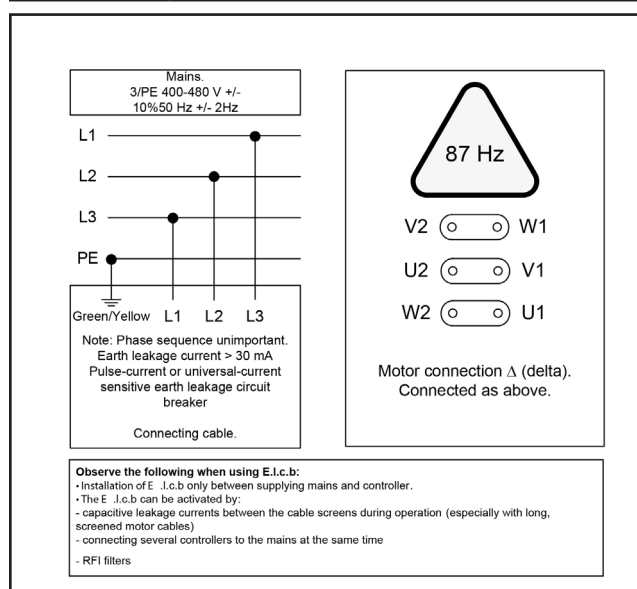 Mains.
3/PE 400-480 V +/-
10%50 Hz +/- 2Hz
L1
L2
L3
PE
Green/Yellow L1 L2 L3
Note: Phase sequence unimportant.
Earth leakage current > 30 mA
Pulse-current or universal-current
sensitive earth leakage circuit
breaker
Connecting cable.
87 Hz
V2 W1
U2 V1
W2 U1
Motor connection Δ (delta).
Connected as above.
Observe the following when using E.l.c.b:
• Installation of E .l.c.b only between supplying mains and controller.
• The E .l.c.b can be activated by:
- capacitive leakage currents between the cable screens during operation (especially with long,
screened motor cables)
- connecting several controllers to the mains at the same time
- RFI filters